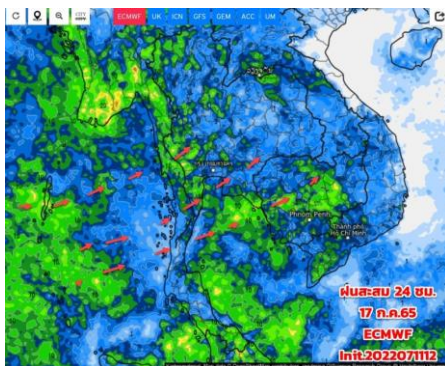 ECMWF UK ICN GFS GEM ACC UM
Phnom Penh
Thành phố
Hồ Chí Minh
ฝนสะสม 24 ชม.
17 ก.ค.65
ECMWF
Init.2022071112